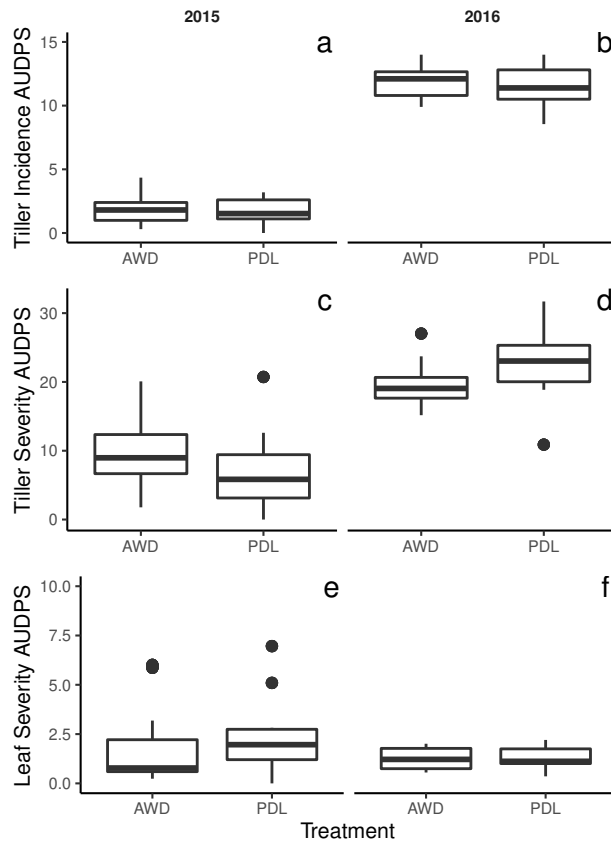 2015 2016
Tiller Incidence AUDPS
a b
15
10
5
0
AWD PDL AWD PDL
Tiller Severity AUDPS
c d
30
20
10
0
AWD PDL AWD PDL
Leaf Severity AUDPS
e f
10.0
7.5
5.0
2.5
0.0
AWD PDL AWD PDL
Treatment